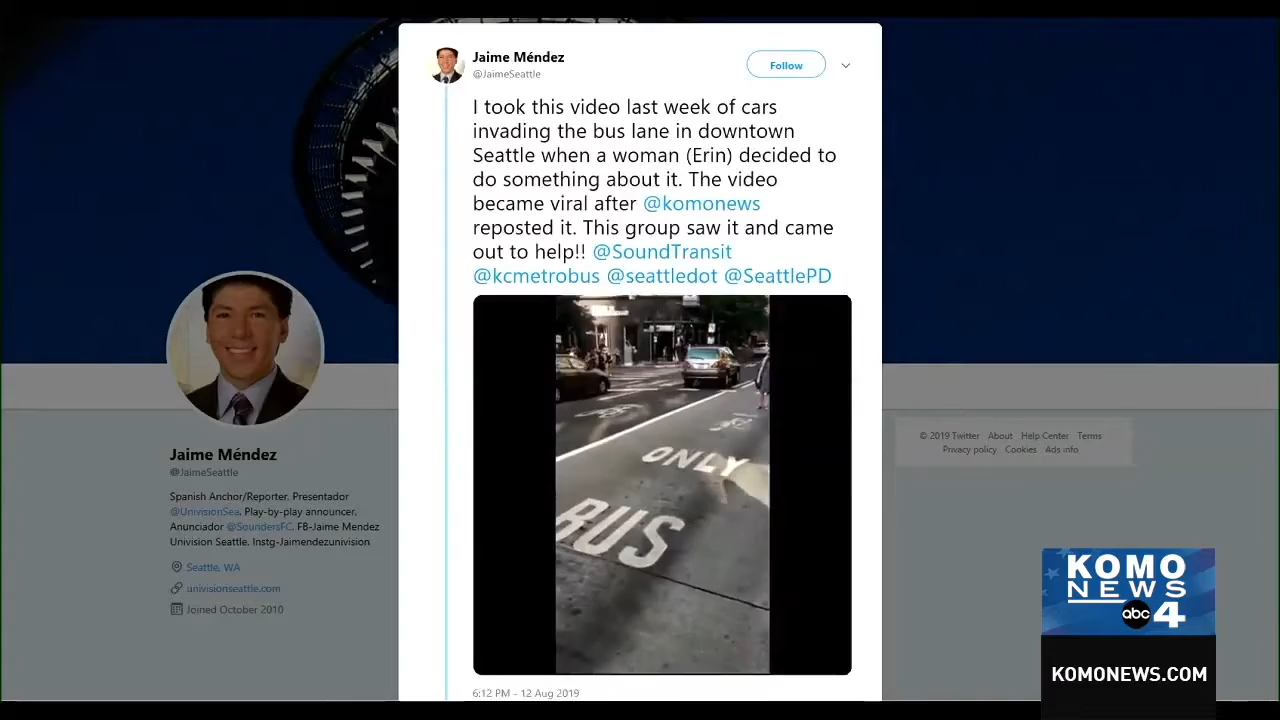 Jaime Méndez
@JaimeSeattle
Follow
I took this video last week of cars
invading the bus lane in downtown
Seattle when a woman (Erin) decided to
do something about it. The video
became viral after @komonews
reposted it. This group saw it and came
out to help!! @SoundTransit
@kcmetrobus @seattledot @SeattlePD
ONLY
BUS
6:12 PM - 12 Aug 2019
Jaime Méndez
@JaimeSeattle
Spanish Anchor/Reporter. Presentador
@UnivisionSea. Play-by-play announcer.
Anunciador @SoundersFC. FB-Jaime Mendez
Univision Seattle. Instg-Jaimendezunivision
Seattle, WA
univisionseattle.com
Joined October 2010
© 2019 Twitter About Help Center Terms
Privacy policy Cookies Ads info
KOMO
NEWS
abc 4
KOMONEWS.COM